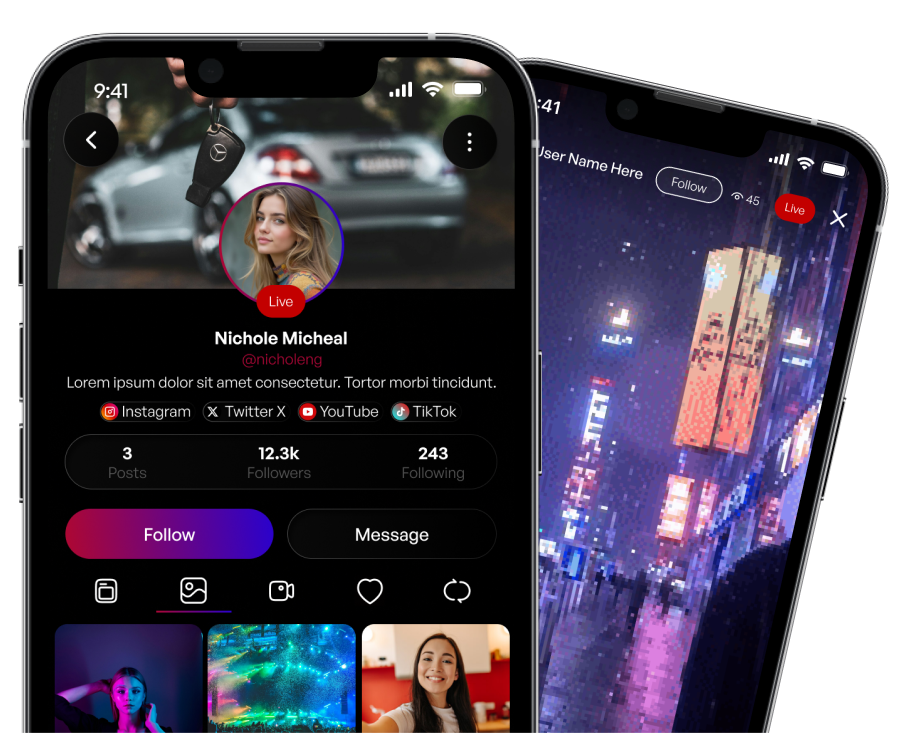 9:41
Live
Nichole Micheal
@nicholeng
Lorem ipsum dolor sit amet consectetur. Tortor morbi tincidunt.
Instagram Twitter X YouTube TikTok
3 12.3k 243
Posts Followers Following
Follow Message
:41
User Name Here Follow 45 Live